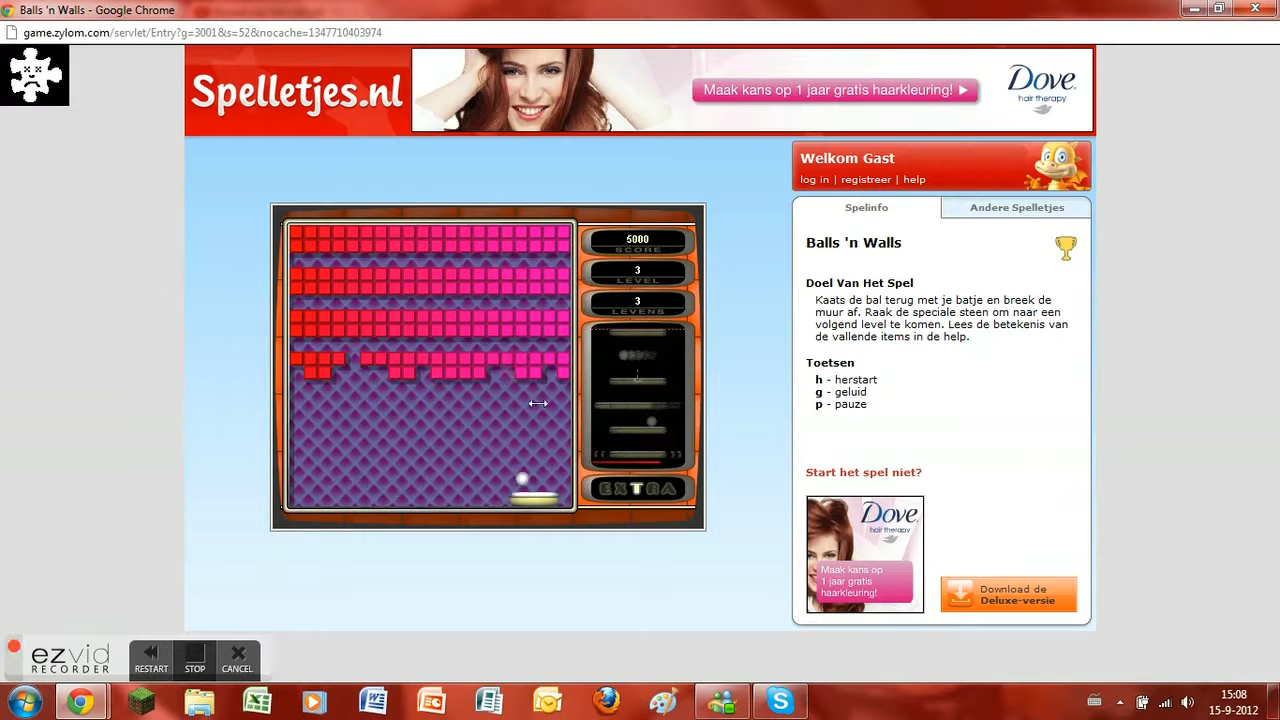 Balls 'n Walls - Google Chrome
game.zylom.com/servlet/Entry?g=3001&s=52&nocache=1347710403974
Spelletjes.nl
Maak kans op 1 jaar gratis haarkleuring!
Dove
hair therapy
Welkom Gast
log in | registreer | help
Spelinfo
Andere Spelletjes
Balls 'n Walls
Doel Van Het Spel
Kaats de bal terug met je batje en breek de
muur af. Raak de speciale steen om naar een
volgend level te komen. Lees de betekenis van
de vallende items in de help.
Toetsen
h - herstart
g - geluid
p - pauze
Start het spel niet?
Dove
hair therapy
Maak kans op
1 jaar gratis
haarkleuring!
Download de
Deluxe-versie
5000
SCORE
3
LEVEL
3
LEVENS
EXTRA
ezvid
RECORDER
RESTART
STOP
CANCEL
15:08
15-9-2012